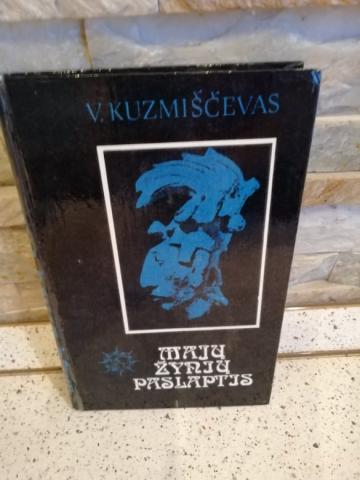 V. KUZMIŠČEVAS
MAJŲ
ŽYNIŲ
PASLAPTIS